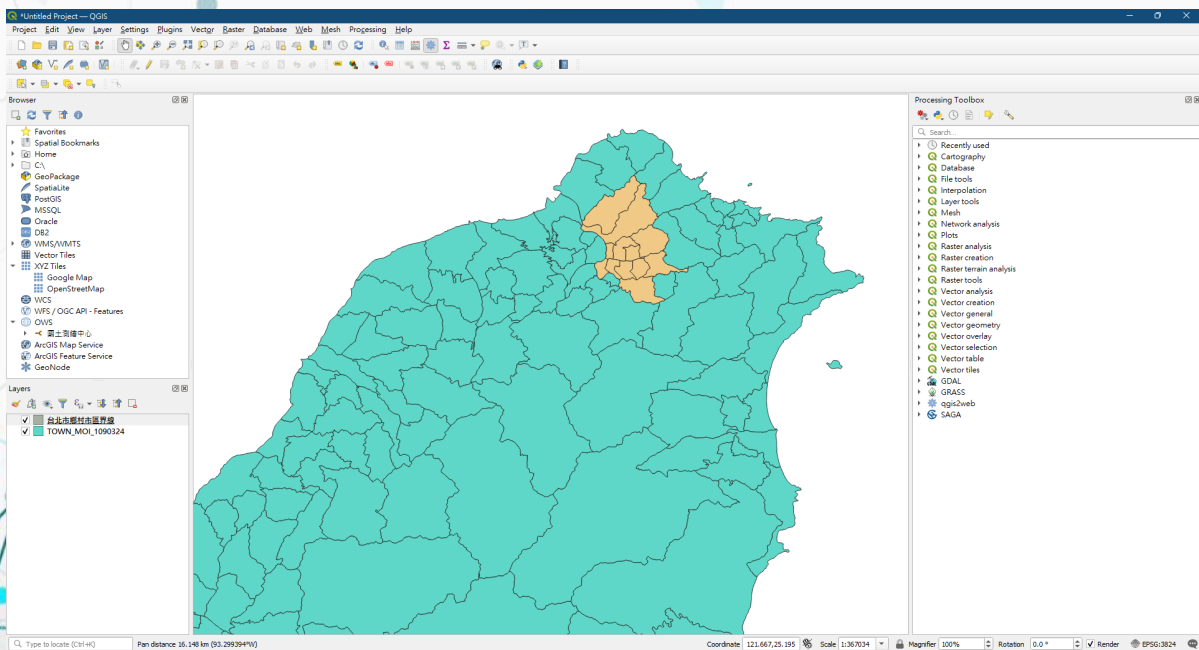 *Untitled Project — QGIS
Project Edit View Layer Settings Plugins Vector Raster Database Web Mesh Processing Help
Browser
Favorites
Spatial Bookmarks
Home
C:\
GeoPackage
SpatiaLite
PostGIS
MSSQL
Oracle
DB2
WMS/WMTS
Vector Tiles
XYZ Tiles
Google Map
OpenStreetMap
WCS
WFS / OGC API - Features
OWS
ArcGIS Map Service
ArcGIS Feature Service
GeoNode
Layers
台北市鄉村市區界線
TOWN_MOI_1090324
Processing Toolbox
Search...
Recently used
Cartography
Database
File tools
Interpolation
Layer tools
Mesh
Network analysis
Plots
Raster analysis
Raster creation
Raster terrain analysis
Raster tools
Vector analysis
Vector creation
Vector general
Vector geometry
Vector overlay
Vector selection
Vector table
Vector tiles
GDAL
GRASS
qgis2web
SAGA
Type to locate (Ctrl+K) Pan distance 16.148 km (93.299394°W) Coordinate 121.667,25.195 Scale 1:367034 Magnifier 100% Rotation 0.0 ° Render EPSG:3824